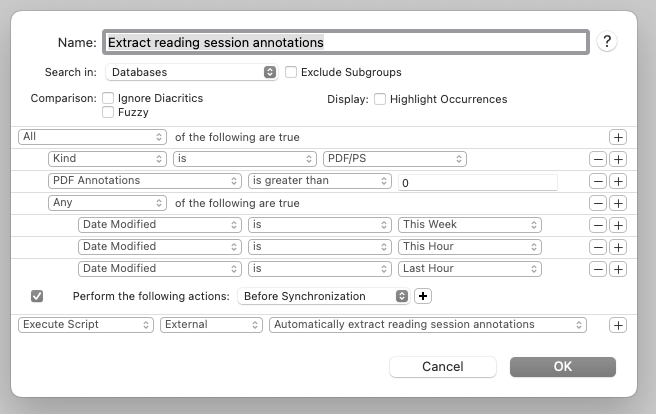 Name: Extract reading session annotations ?
Search in: Databases Exclude Subgroups
Comparison: Ignore Diacritics Display: Highlight Occurrences
Fuzzy
All of the following are true
Kind is PDF/PS
PDF Annotations is greater than 0
Any of the following are true
Date Modified is This Week
Date Modified is This Hour
Date Modified is Last Hour
Perform the following actions: Before Synchronization
Execute Script External Automatically extract reading session annotations
Cancel OK